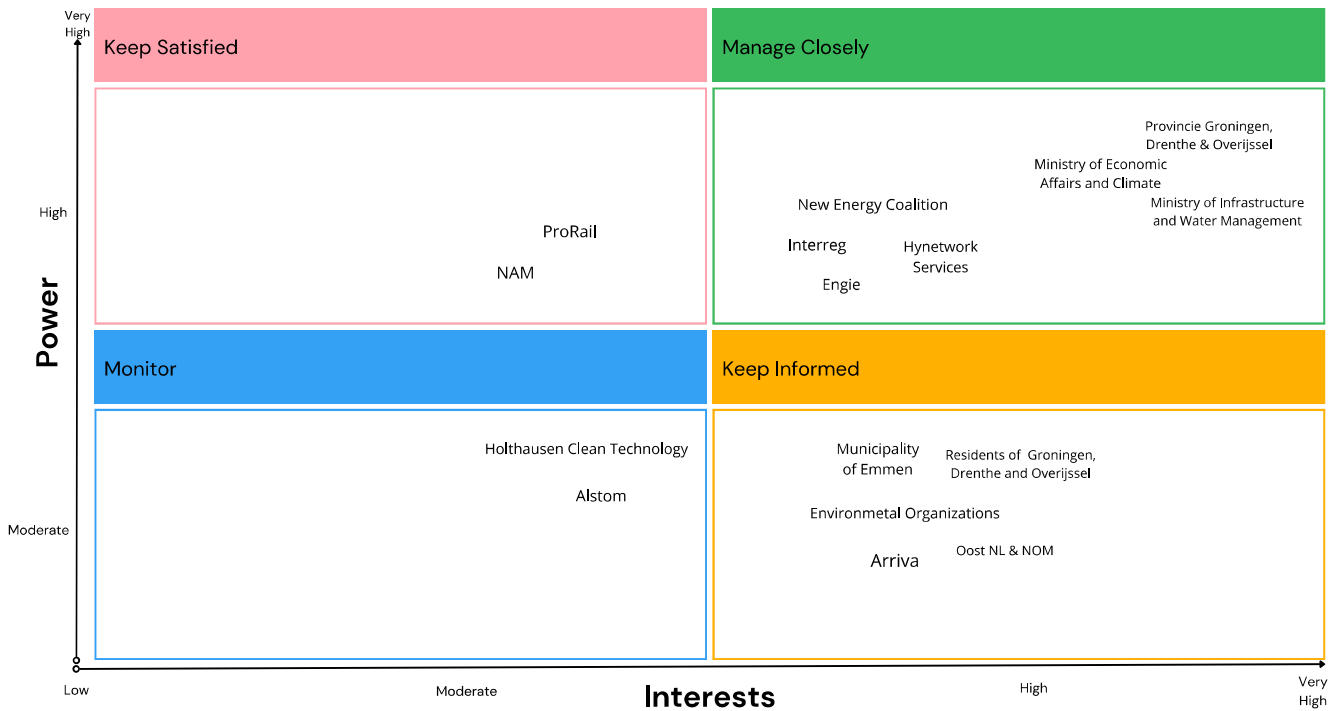 Very
High
Keep Satisfied
Manage Closely
Provincie Groningen,
Drenthe & Overijssel
Ministry of Economic
Affairs and Climate
High
New Energy Coalition
Ministry of Infrastructure
and Water Management
ProRail
Interreg
Hynetwork
Services
NAM
Engie
Power
Monitor
Keep Informed
Holthausen Clean Technology
Municipality
of Emmen
Residents of Groningen,
Drenthe and Overijssel
Alstom
Environmetal Organizations
Moderate
Arriva
Oost NL & NOM
Low
Moderate
Interests
High
Very
High